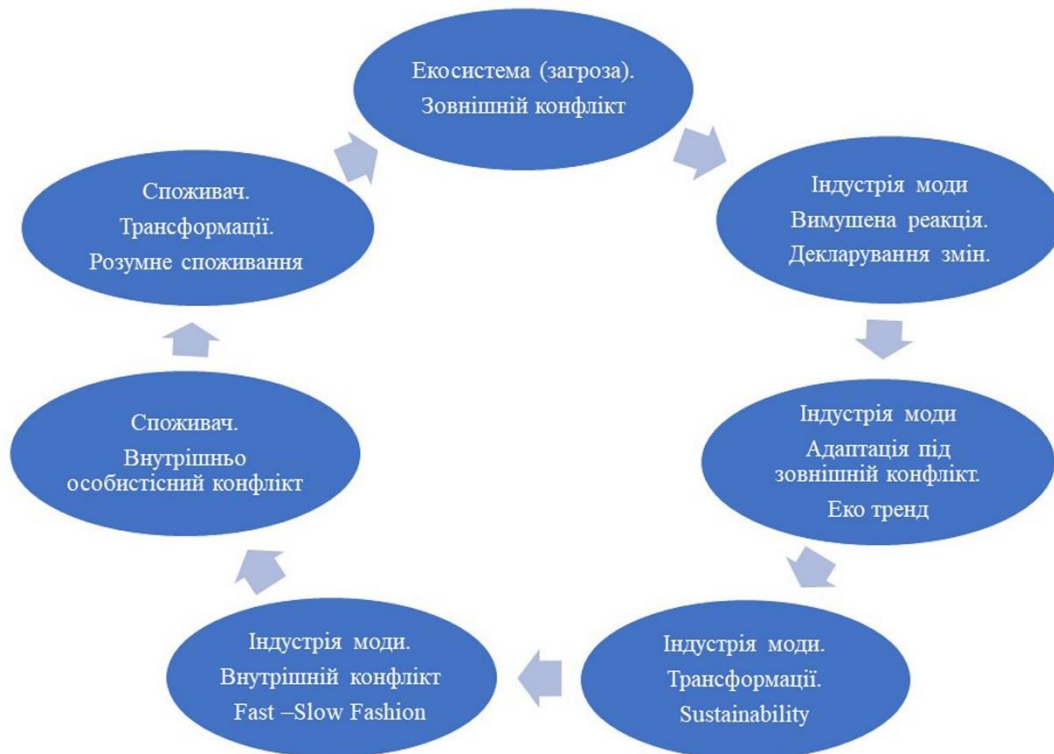 Екосистема (загроза).
Зовнішній конфлікт
Індустрія моди
Вимушена реакція.
Декларування змін.
Індустрія моди
Адаптація під
зовнішній конфлікт.
Еко тренд
Індустрія моди.
Трансформації.
Sustainability
Індустрія моди.
Внутрішній конфлікт
Fast –Slow Fashion
Споживач.
Внутрішньо
особистісний конфлікт
Споживач.
Трансформації.
Розумне споживання